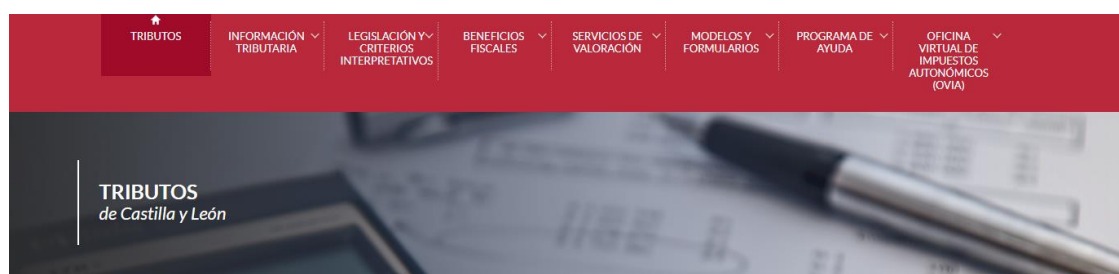 TRIBUTOS
INFORMACIÓN
TRIBUTARIA
LEGISLACIÓN Y
CRITERIOS
INTERPRETATIVOS
BENEFICIOS
FISCALES
SERVICIOS DE
VALORACIÓN
MODELOS Y
FORMULARIOS
PROGRAMA DE
AYUDA
OFICINA
VIRTUAL DE
IMPUESTOS
AUTONÓMICOS
(OVIA)
TRIBUTOS
de Castilla y León